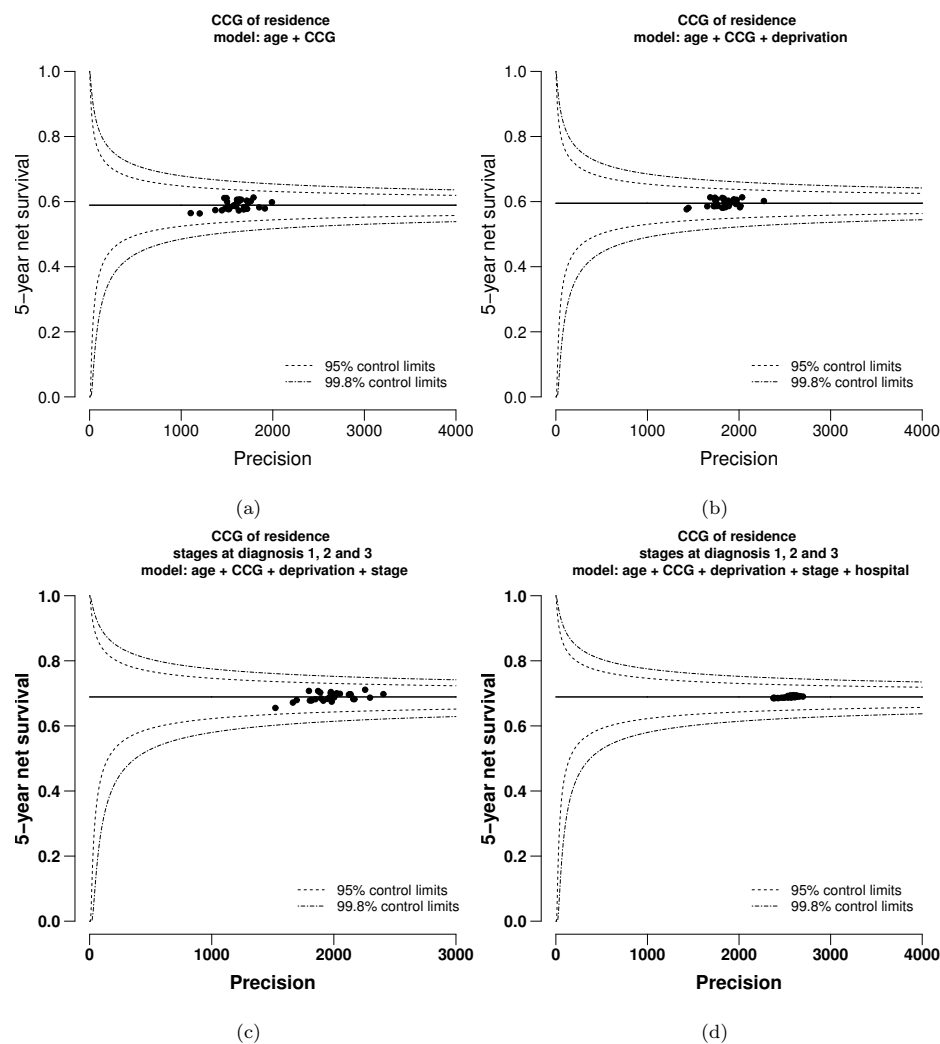 CCG of residence
model: age + CCG
1.0
0.8
0.6
0.4
0.2
0.0
5−year net survival
95% control limits
99.8% control limits
0 1000 2000 3000 4000
Precision
(a)
CCG of residence
model: age + CCG + deprivation
1.0
0.8
0.6
0.4
0.2
0.0
5−year net survival
95% control limits
99.8% control limits
0 1000 2000 3000 4000
Precision
(b)
CCG of residence
stages at diagnosis 1, 2 and 3
model: age + CCG + deprivation + stage
1.0
0.8
0.6
0.4
0.2
0.0
5−year net survival
95% control limits
99.8% control limits
0 1000 2000 3000
Precision
(c)
CCG of residence
stages at diagnosis 1, 2 and 3
model: age + CCG + deprivation + stage + hospital
1.0
0.8
0.6
0.4
0.2
0.0
5−year net survival
95% control limits
99.8% control limits
0 1000 2000 3000 4000
Precision
(d)